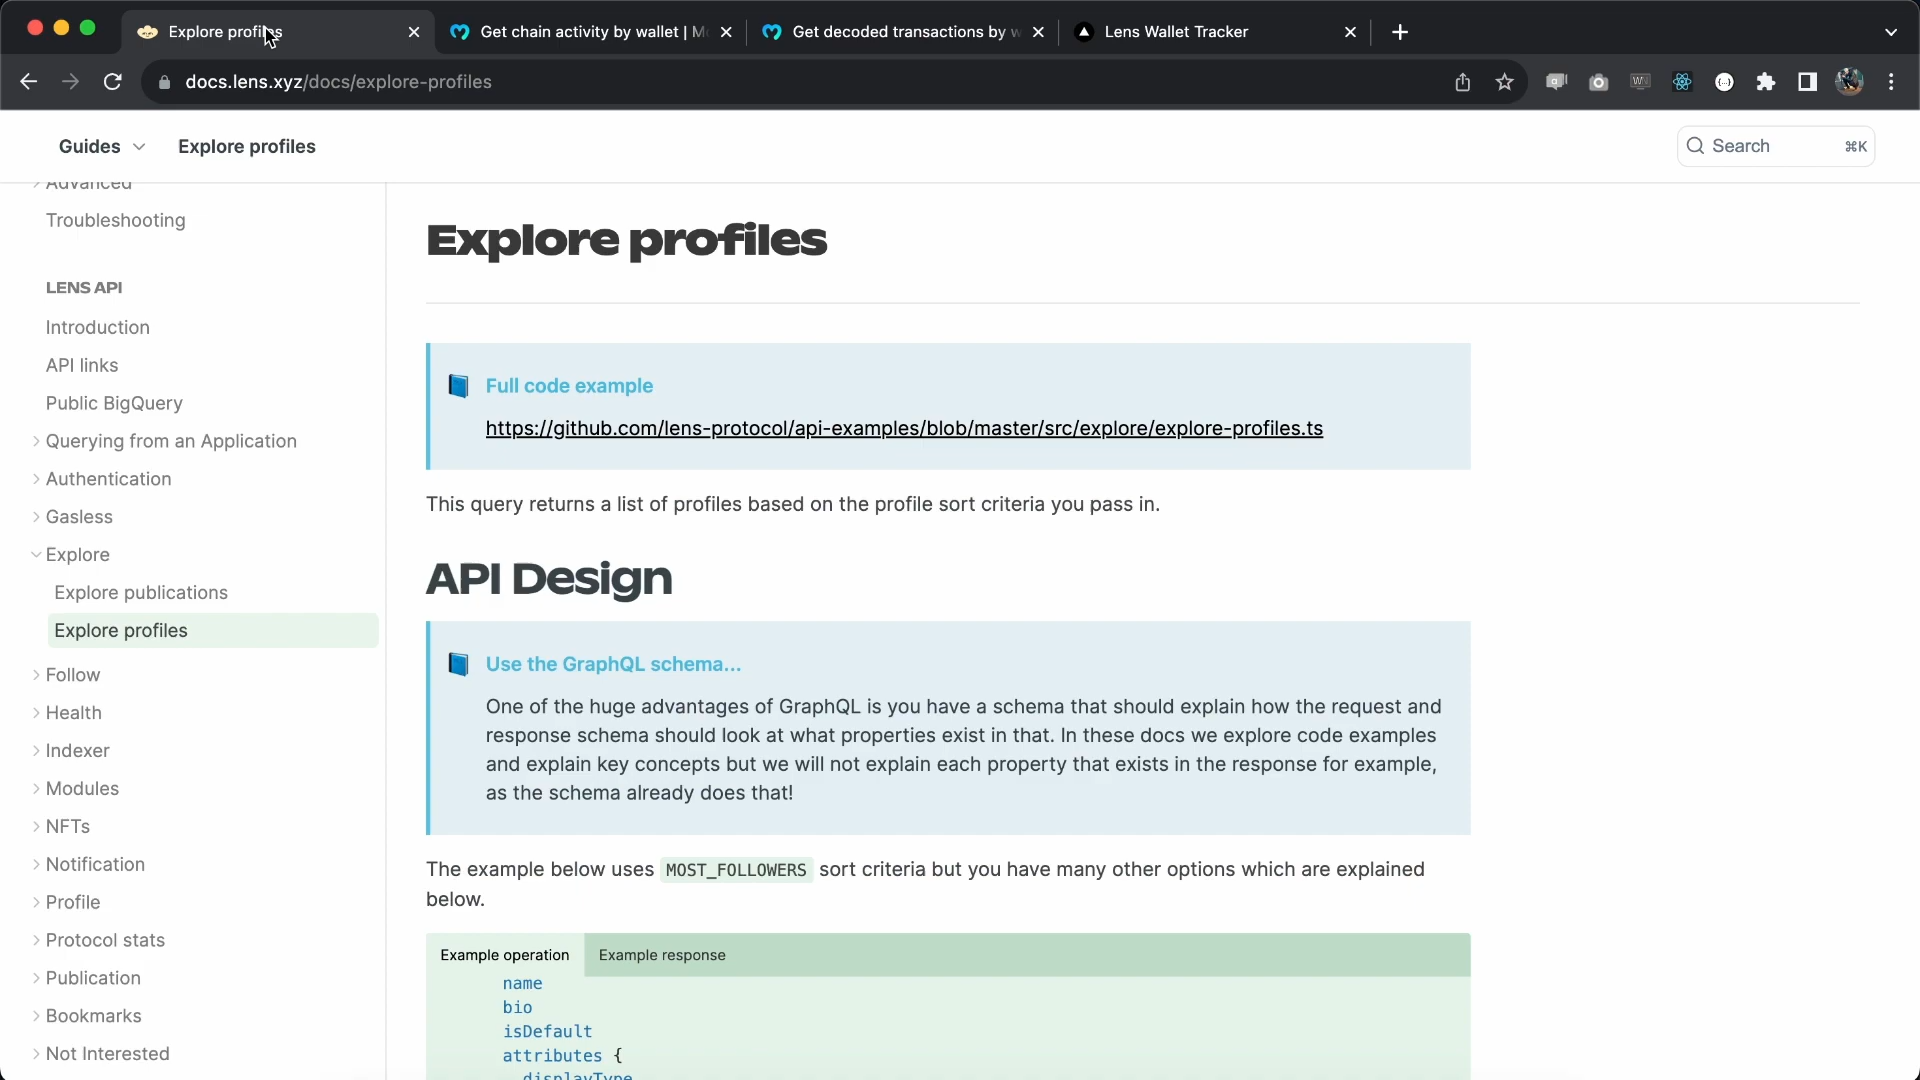 Explore profiles
Get chain activity by wallet | Mo
Get decoded transactions by w
Lens Wallet Tracker
docs.lens.xyz/docs/explore-profiles
Guides
Explore profiles
Search
⌘K
Advanced
Troubleshooting
LENS API
Introduction
API links
Public BigQuery
Querying from an Application
Authentication
Gasless
Explore
Explore publications
Explore profiles
Follow
Health
Indexer
Modules
NFTs
Notification
Profile
Protocol stats
Publication
Bookmarks
Not Interested
Explore profiles
Full code example
https://github.com/lens-protocol/api-examples/blob/master/src/explore/explore-profiles.ts
This query returns a list of profiles based on the profile sort criteria you pass in.
API Design
Use the GraphQL schema...
One of the huge advantages of GraphQL is you have a schema that should explain how the request and
response schema should look at what properties exist in that. In these docs we explore code examples
and explain key concepts but we will not explain each property that exists in the response for example,
as the schema already does that!
The example below uses MOST_FOLLOWERS sort criteria but you have many other options which are explained
below.
Example operation
Example response
name
bio
isDefault
attributes {
displayType